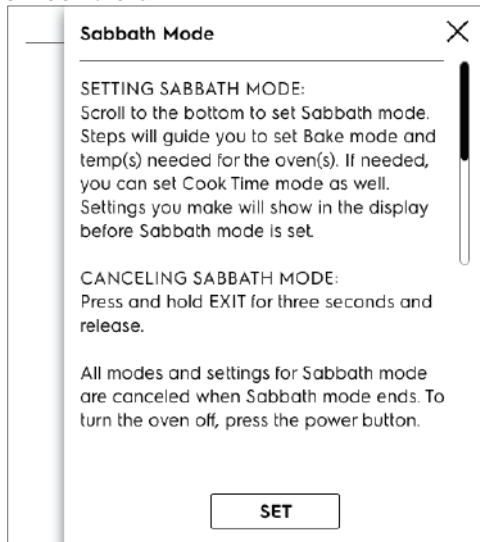 Sabbath Mode
SETTING SABBATH MODE:
Scroll to the bottom to set Sabbath mode.
Steps will guide you to set Bake mode and
temp(s) needed for the oven(s). If needed,
you can set Cook Time mode as well.
Settings you make will show in the display
before Sabbath mode is set.
CANCELING SABBATH MODE:
Press and hold EXIT for three seconds and
release.
All modes and settings for Sabbath mode
are canceled when Sabbath mode ends. To
turn the oven off, press the power button.
SET